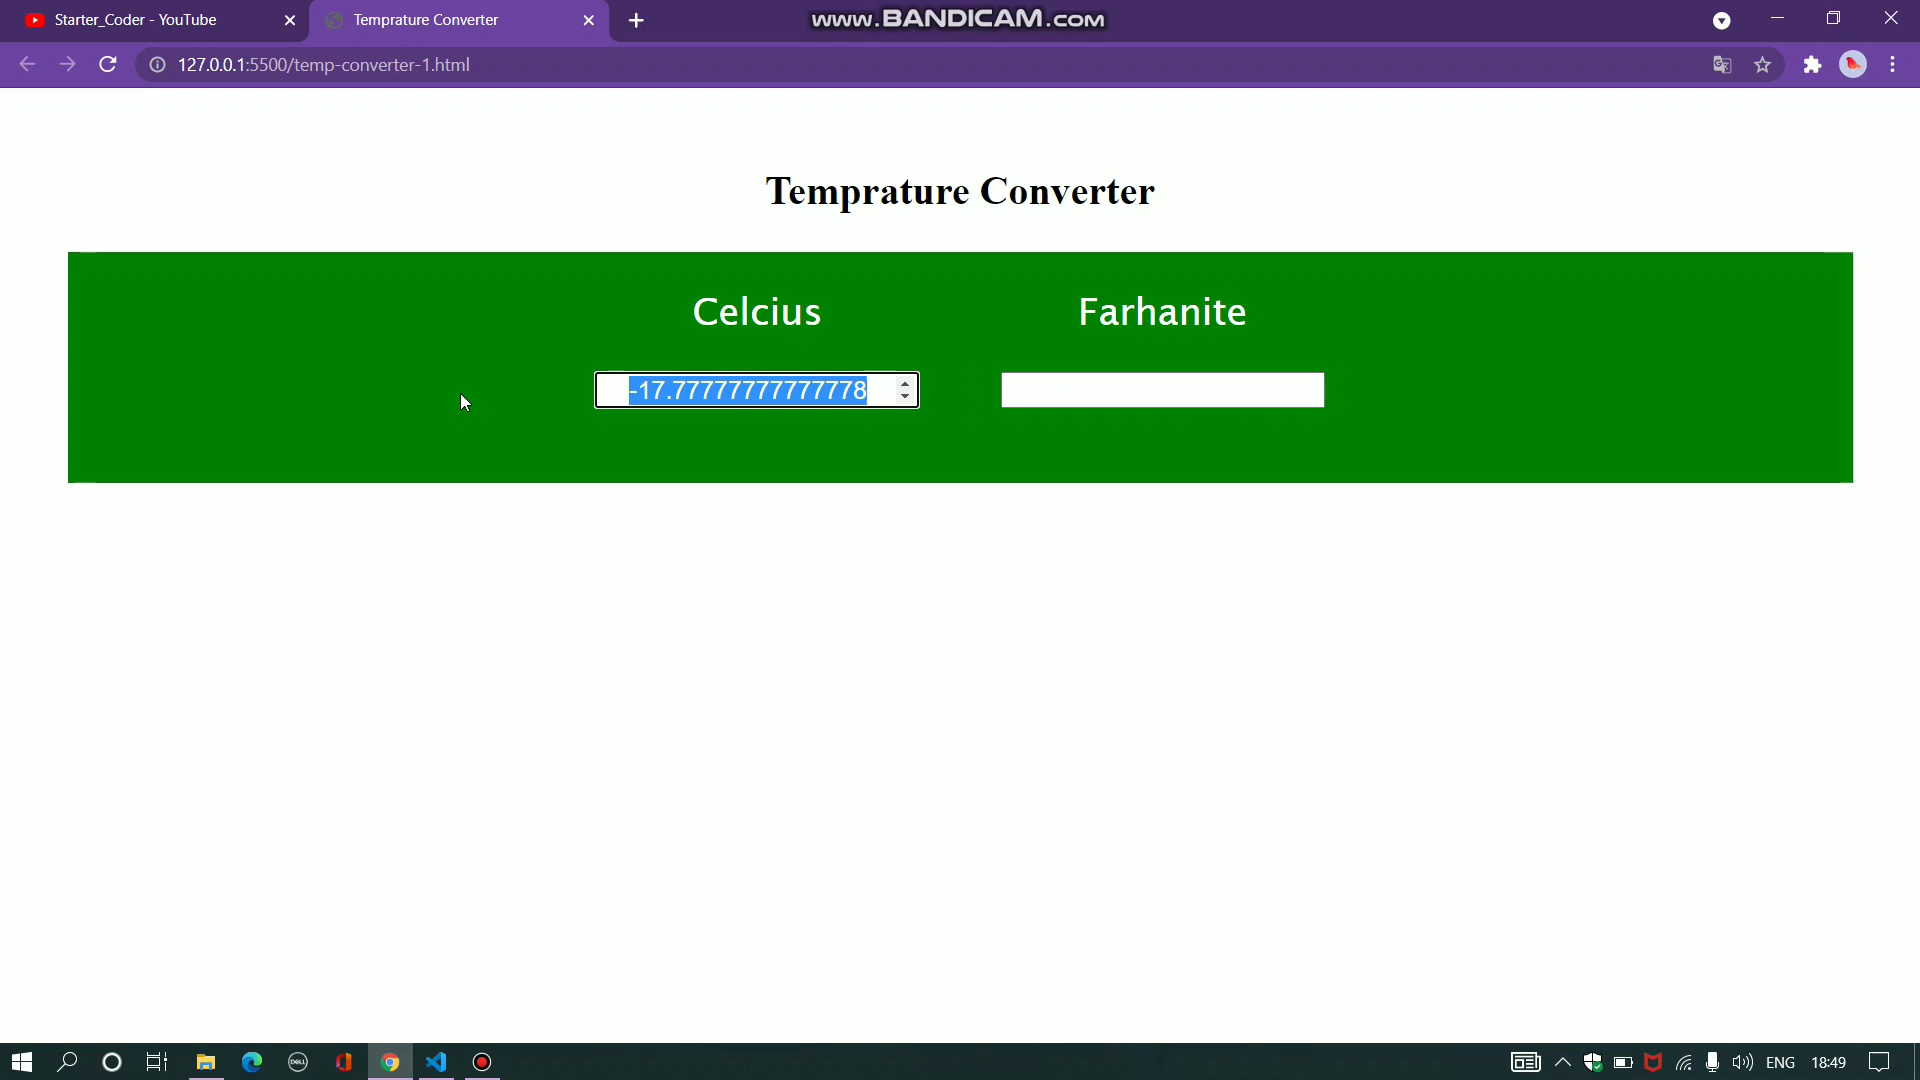 Starter_Coder - YouTube
Temprature Converter
www.BANDICAM.com
127.0.0.1:5500/temp-converter-1.html
Temprature Converter
Celcius
Farhanite
-17.77777777777778
DELL
ENG
18:49